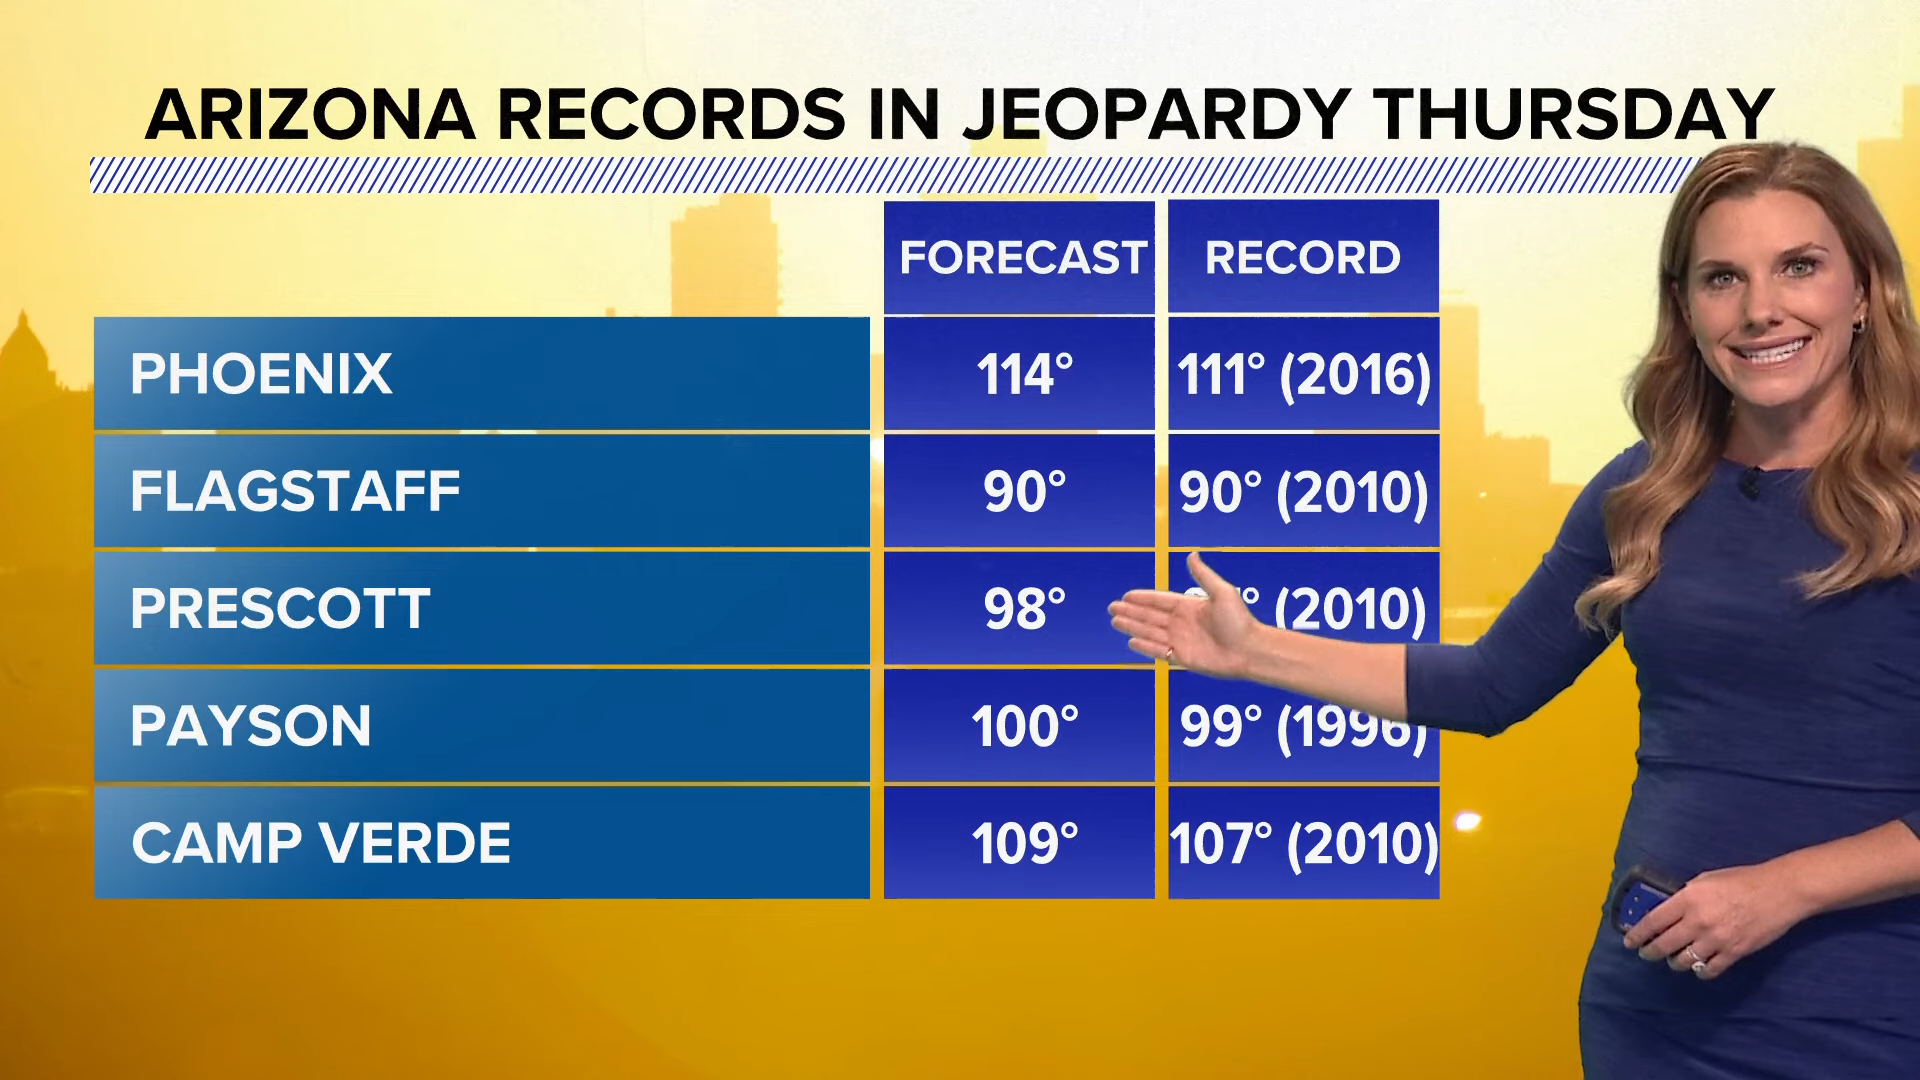 ARIZONA RECORDS IN JEOPARDY THURSDAY
FORECAST RECORD
PHOENIX 114° 111° (2016)
FLAGSTAFF 90° 90° (2010)
PRESCOTT 98° (2010)
PAYSON 100° 99° (1996)
CAMP VERDE 109° 107° (2010)